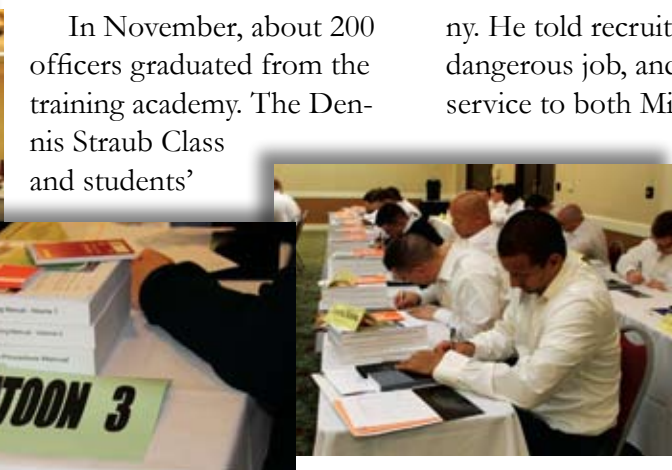 In November, about 200
officers graduated from the
training academy. The Den-
nis Straub Class
and students’
ny. He told recruit
dangerous job, and
service to both Mi
TOON 3